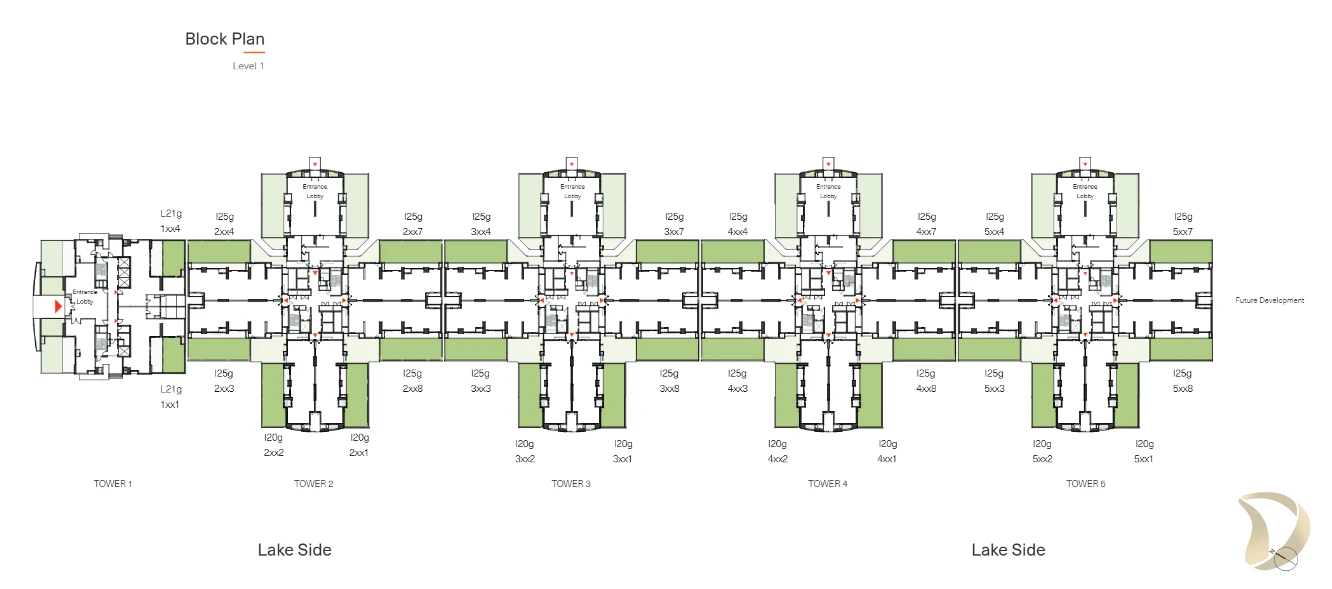 Block Plan
Level 1
Entrance
Lobby
Entrance
Lobby
Entrance
Lobby
Entrance
Lobby
L21g
1xx4
I25g
2xx4
I25g
2xx7
I25g
3xx4
I25g
3xx7
I25g
4xx4
I25g
4xx7
I25g
5xx4
I25g
5xx7
Entrance
Lobby
Future Development
L21g
1xx1
I25g
2xx3
I25g
2xx8
I25g
3xx3
I25g
3xx8
I25g
4xx3
I25g
4xx8
I25g
5xx3
I25g
5xx8
I20g
2xx2
I20g
2xx1
I20g
3xx2
I20g
3xx1
I20g
4xx2
I20g
4xx1
I20g
5xx2
I20g
5xx1
TOWER 1
TOWER 2
TOWER 3
TOWER 4
TOWER 5
Lake Side
Lake Side
N